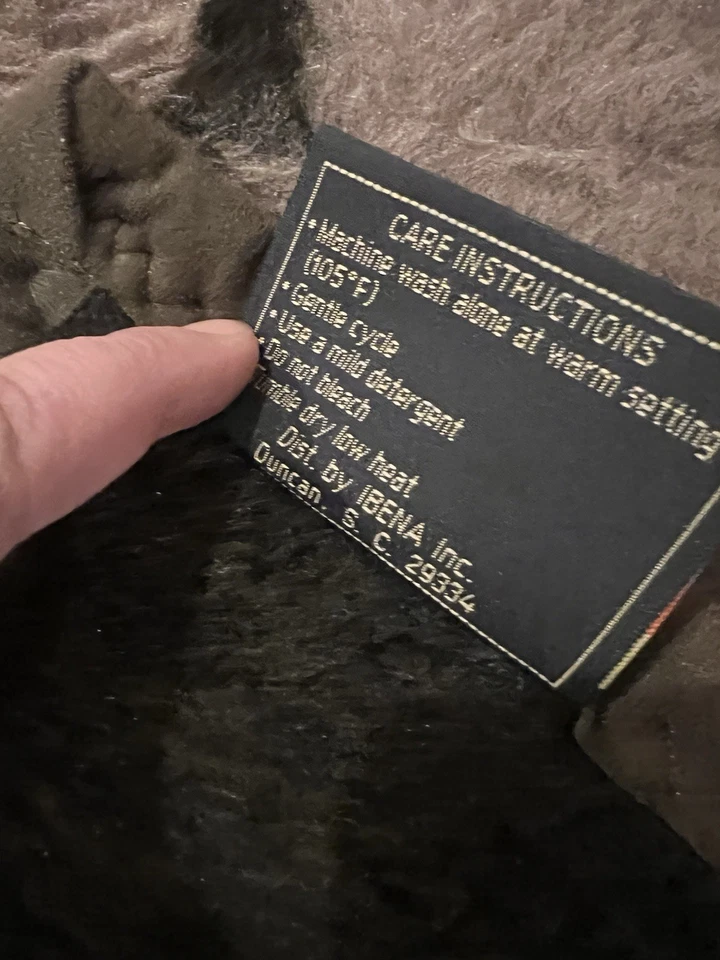 CARE INSTRUCTIONS
•Machine wash alone at warm setting
(105°F)
•Gentle cycle
•Use a mild detergent
•Do not bleach
Tumble dry low heat
Dist. by IBENA Inc.
Duncan, S. C. 29334